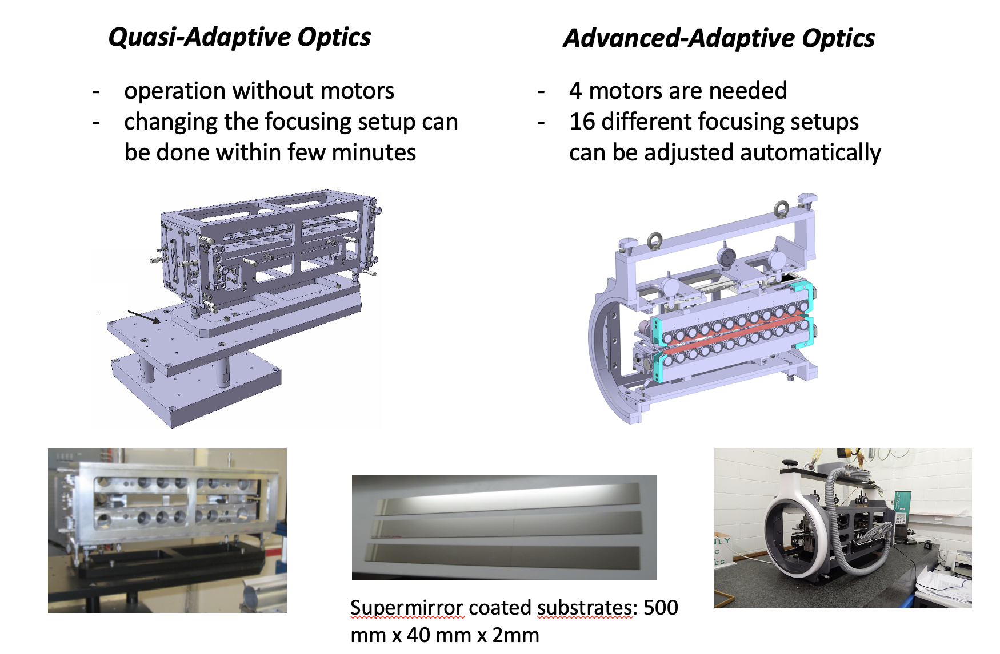 Quasi-Adaptive Optics
- operation without motors
- changing the focusing setup can
be done within few minutes
Advanced-Adaptive Optics
- 4 motors are needed
- 16 different focusing setups
can be adjusted automatically
Supermirror coated substrates: 500
mm x 40 mm x 2mm